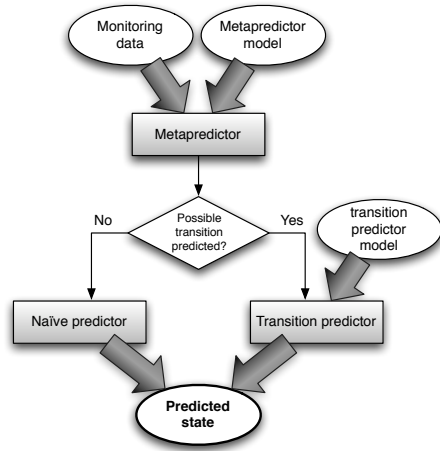 Monitoring
data
Metapredictor
model
Metapredictor
No
Possible
transition
predicted?
Yes
transition
predictor
model
Naïve predictor
Transition predictor
Predicted
state